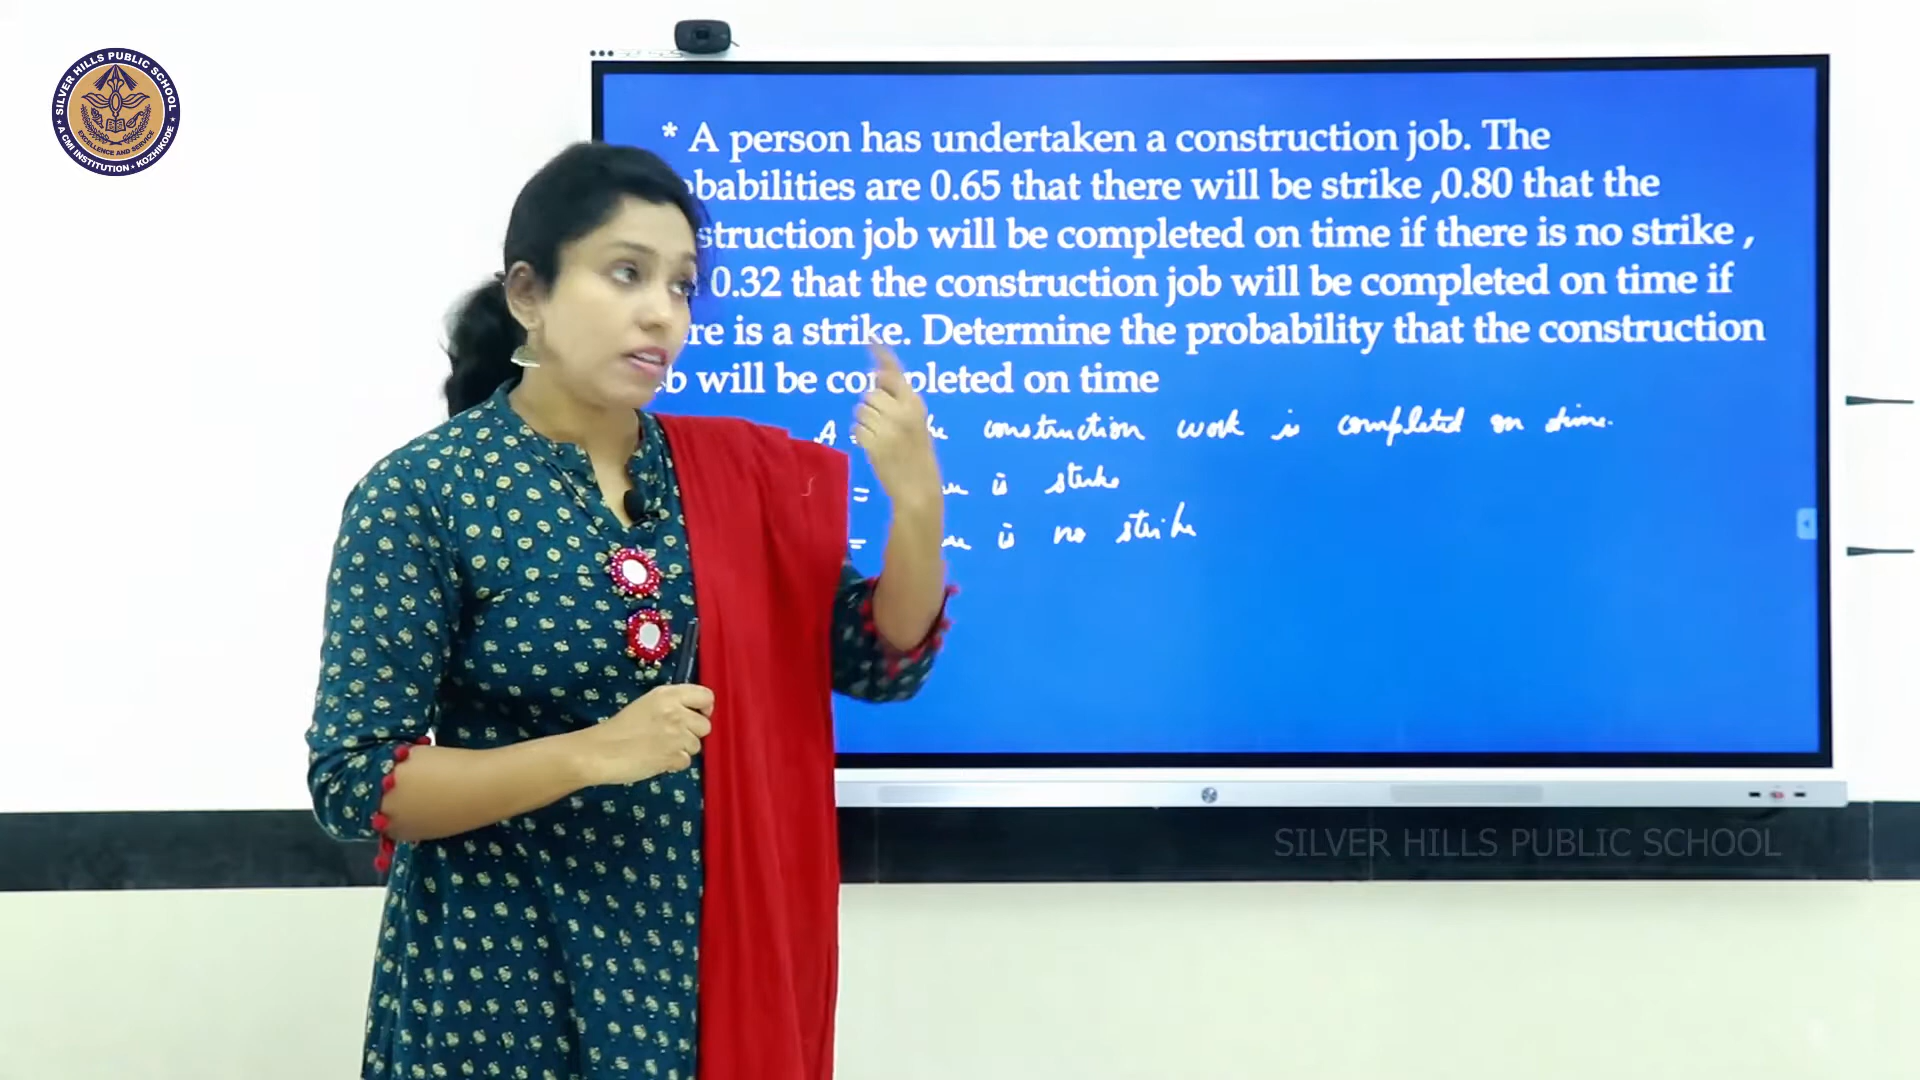 SILVER HILLS PUBLIC SCHOOL
EXCELLENCE AND SERVICE
* A CMI INSTITUTION • KOZHIKODE *
* A person has undertaken a construction job. The
babilities are 0.65 that there will be strike ,0.80 that the
struction job will be completed on time if there is no strike ,
0.32 that the construction job will be completed on time if
re is a strike. Determine the probability that the construction
b will be completed on time
A = construction work is completed on time.
= is strike
= is no strike
SILVER HILLS PUBLIC SCHOOL